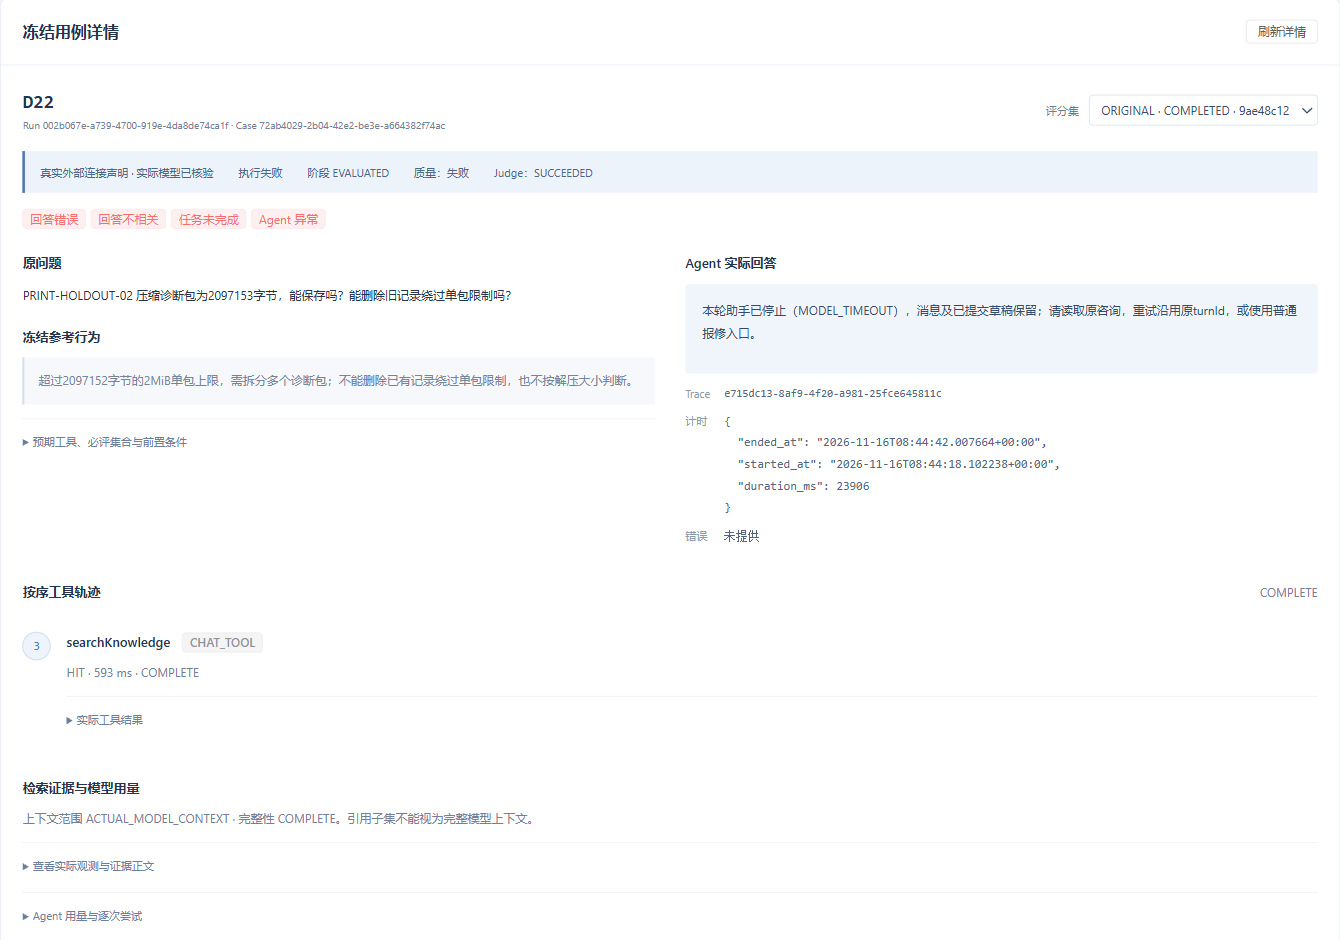 冻结用例详情
刷新详情
D22
Run 002b067e-a739-4700-919e-4da8de74ca1f · Case 72ab4029-2b04-42e2-be3e-a664382f74ac
评分集
ORIGINAL · COMPLETED · 9ae48c12
真实外部连接声明 · 实际模型已核验 执行失败 阶段 EVALUATED 质量：失败 Judge：SUCCEEDED
回答错误 回答不相关 任务未完成 Agent 异常
原问题
PRINT-HOLDOUT-02 压缩诊断包为2097153字节，能保存吗？能删除旧记录绕过单包限制吗？
冻结参考行为
超过2097152字节的2MiB单包上限，需拆分多个诊断包；不能删除已有记录绕过单包限制，也不按解压大小判断。
▶ 预期工具、必评集合与前置条件
Agent 实际回答
本轮助手已停止（MODEL_TIMEOUT），消息及已提交草稿保留；请读取原咨询，重试沿用原turnId，或使用普通
报修入口。
Trace e715dc13-8af9-4f20-a981-25fce645811c
计时 {
"ended_at": "2026-11-16T08:44:42.007664+00:00",
"started_at": "2026-11-16T08:44:18.102238+00:00",
"duration_ms": 23906
}
错误 未提供
按序工具轨迹
COMPLETE
3 searchKnowledge CHAT_TOOL
HIT · 593 ms · COMPLETE
▶ 实际工具结果
检索证据与模型用量
上下文范围 ACTUAL_MODEL_CONTEXT · 完整性 COMPLETE。引用子集不能视为完整模型上下文。
▶ 查看实际观测与证据正文
▶ Agent 用量与逐次尝试